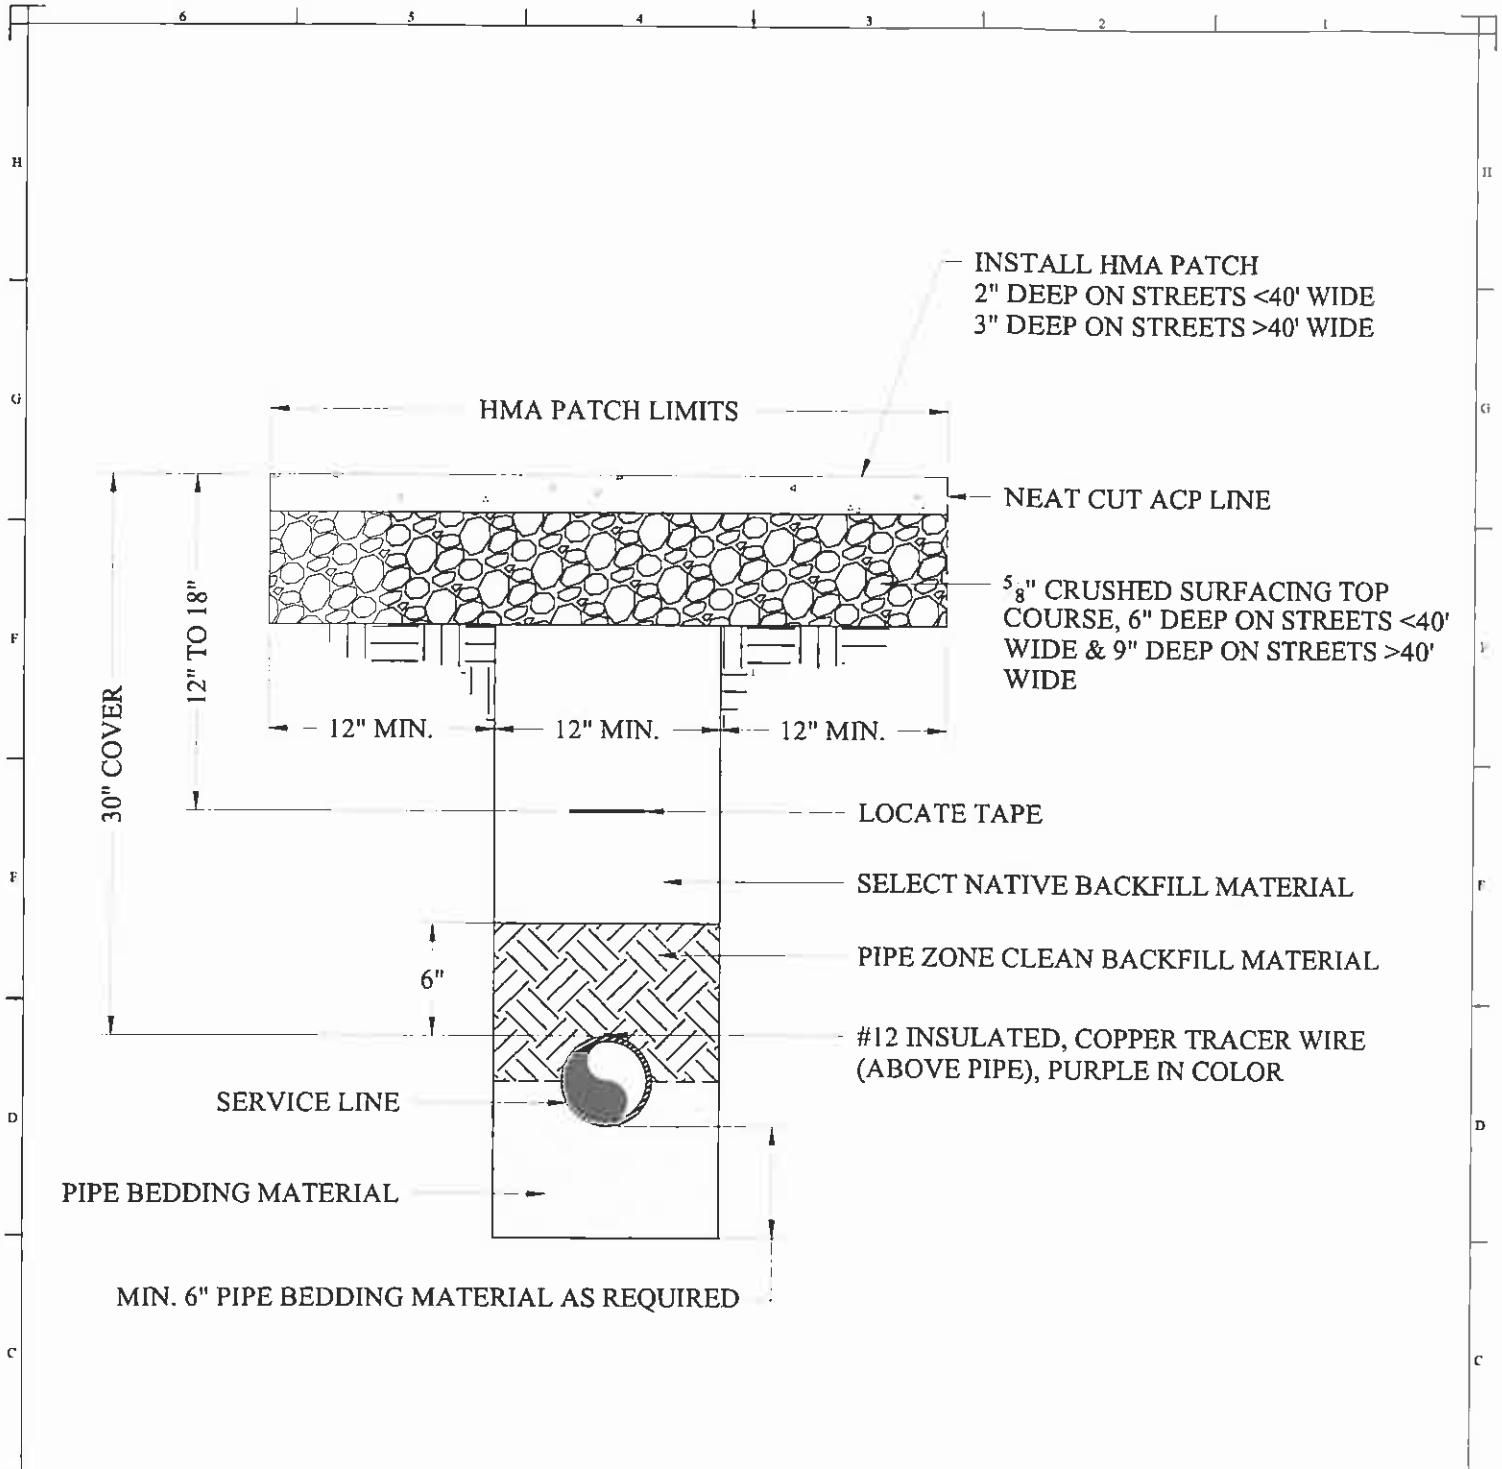 6 5 4 3 2 1
H H
INSTALL HMA PATCH
2" DEEP ON STREETS <40' WIDE
3" DEEP ON STREETS >40' WIDE
G G
HMA PATCH LIMITS
NEAT CUT ACP LINE
5/8" CRUSHED SURFACING TOP
COURSE, 6" DEEP ON STREETS <40'
WIDE & 9" DEEP ON STREETS >40'
WIDE
F
12" TO 18"
30" COVER
12" MIN. 12" MIN. 12" MIN.
LOCATE TAPE
SELECT NATIVE BACKFILL MATERIAL
PIPE ZONE CLEAN BACKFILL MATERIAL
6"
#12 INSULATED, COPPER TRACER WIRE
(ABOVE PIPE), PURPLE IN COLOR
SERVICE LINE
D D
PIPE BEDDING MATERIAL
MIN. 6" PIPE BEDDING MATERIAL AS REQUIRED
C C